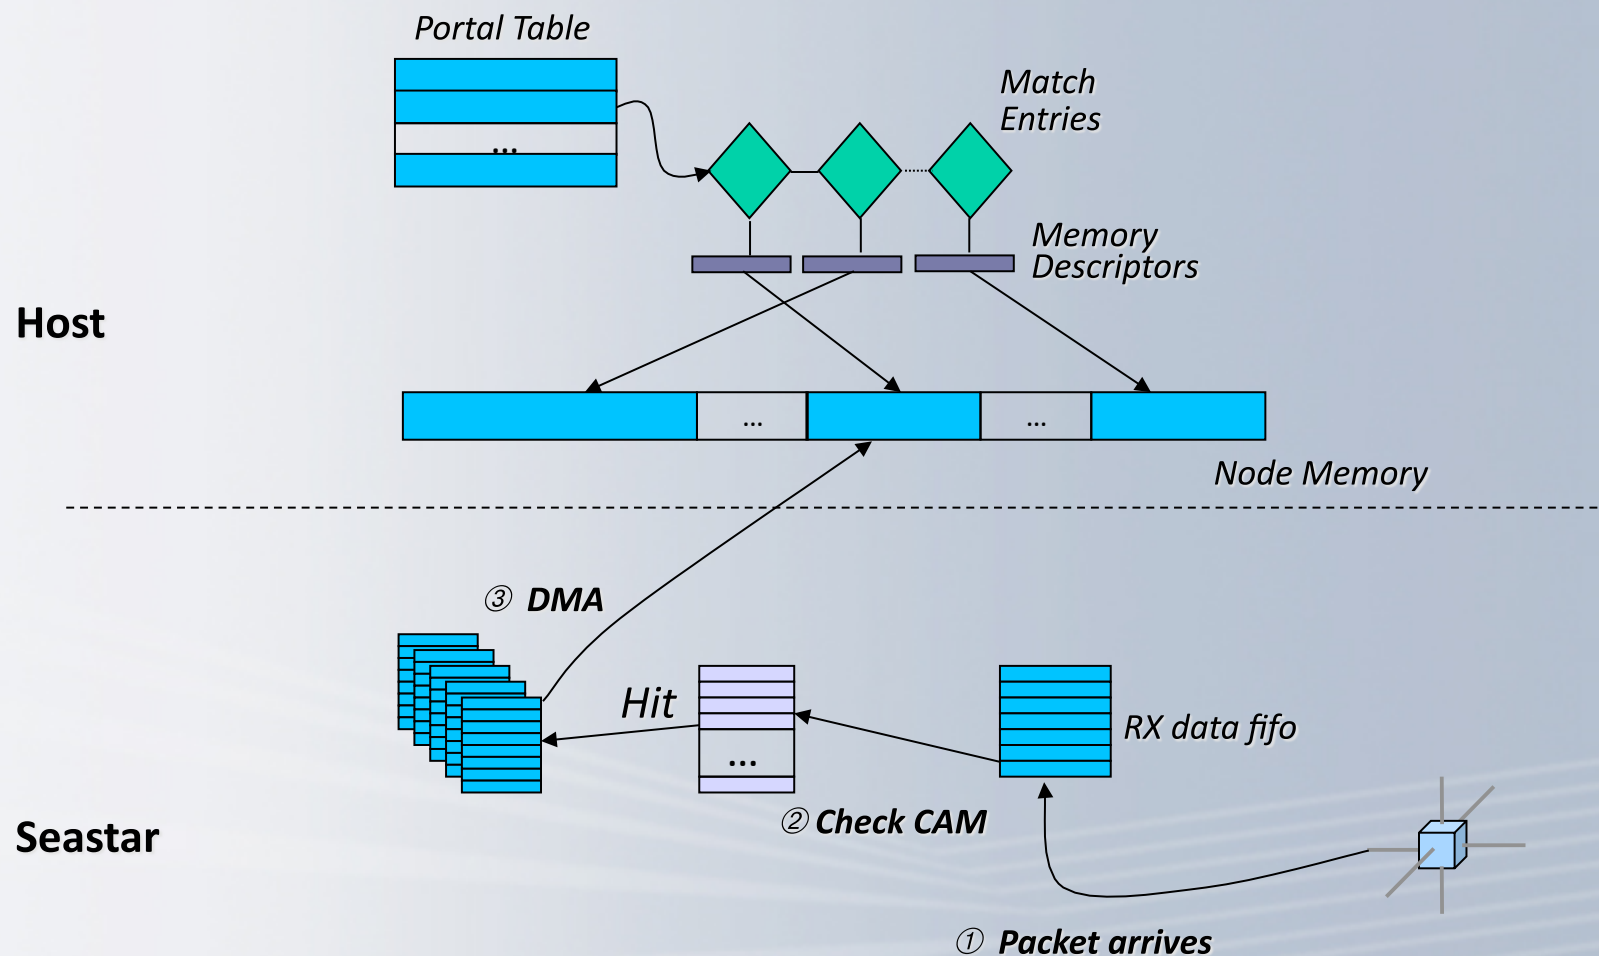 Portal Table
...
Match
Entries
Memory
Descriptors
Host
...
...
Node Memory
③ DMA
Hit
...
RX data fifo
② Check CAM
Seastar
① Packet arrives